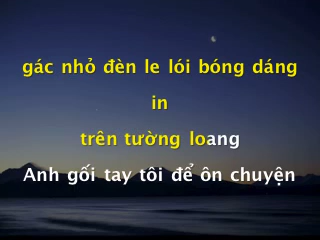 gác nhỏ đèn le lói bóng dáng
in
trên tường loang
Anh gối tay tôi để ôn chuyện